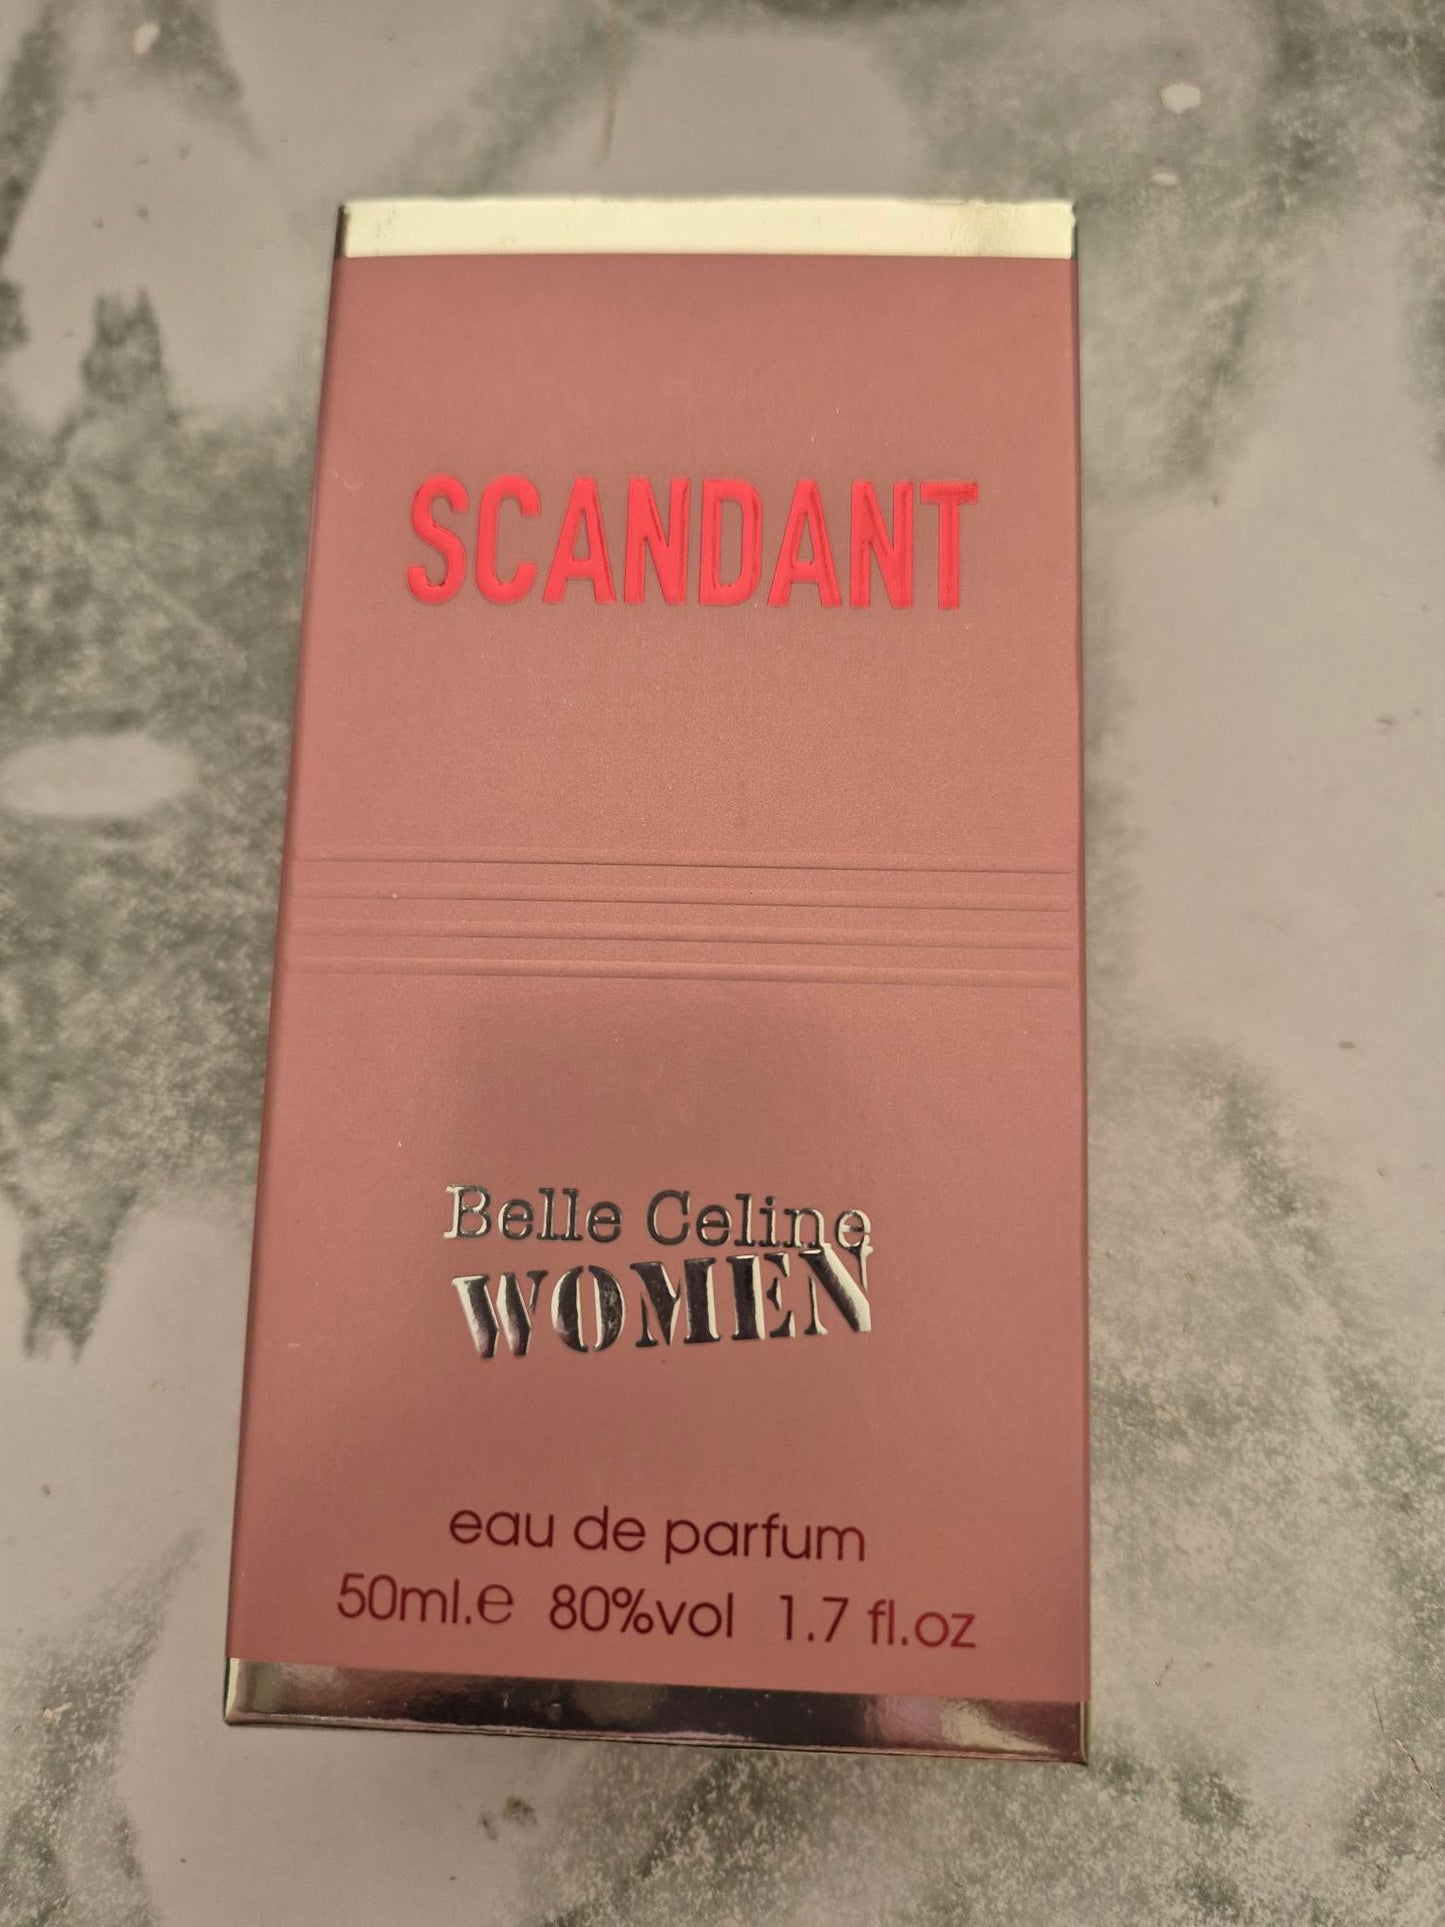 SCANDANT
Belle Celine
WOMEN
eau de parfum
50ml.e 80%vol 1.7 fl.oz